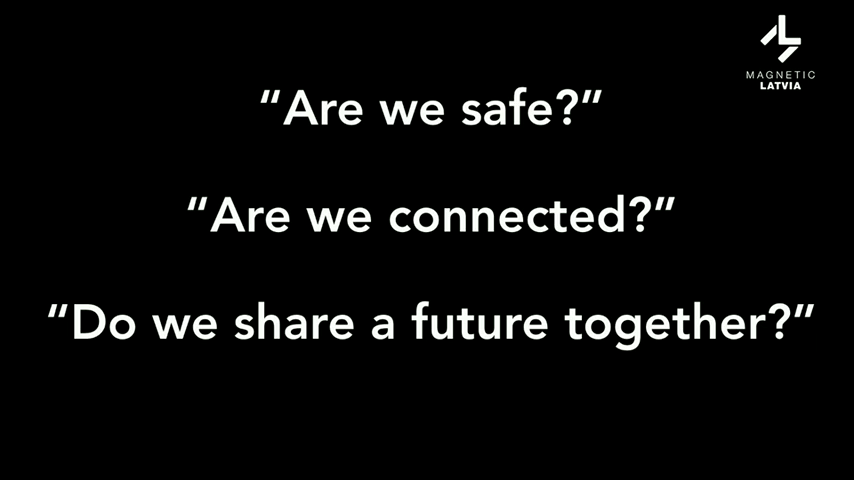 MAGNETIC
LATVIA
“Are we safe?”
“Are we connected?”
“Do we share a future together?”